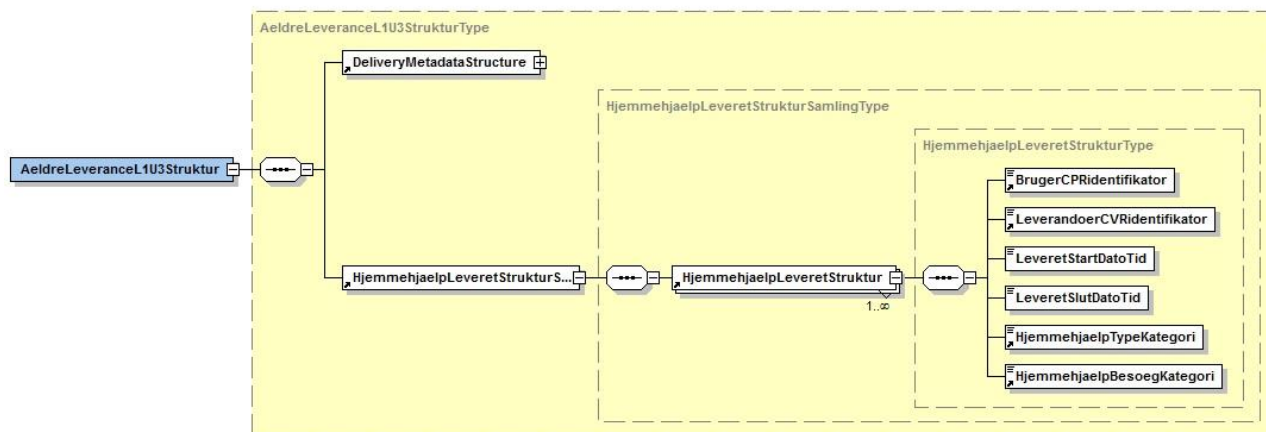 AeldreLeveranceL1U3StrukturType
DeliveryMetadataStructure
HjemmehjaelpLeveretStrukturSamlingType
HjemmehjaelpLeveretStrukturType
AeldreLeveranceL1U3Struktur
HjemmehjaelpLeveretStrukturS...
HjemmehjaelpLeveretStruktur
1..∞
BrugerCPRidentifikator
LeverandoerCVRidentifikator
LeveretStartDatoTid
LeveretSlutDatoTid
HjemmehjaelpTypeKategori
HjemmehjaelpBesoegKategori